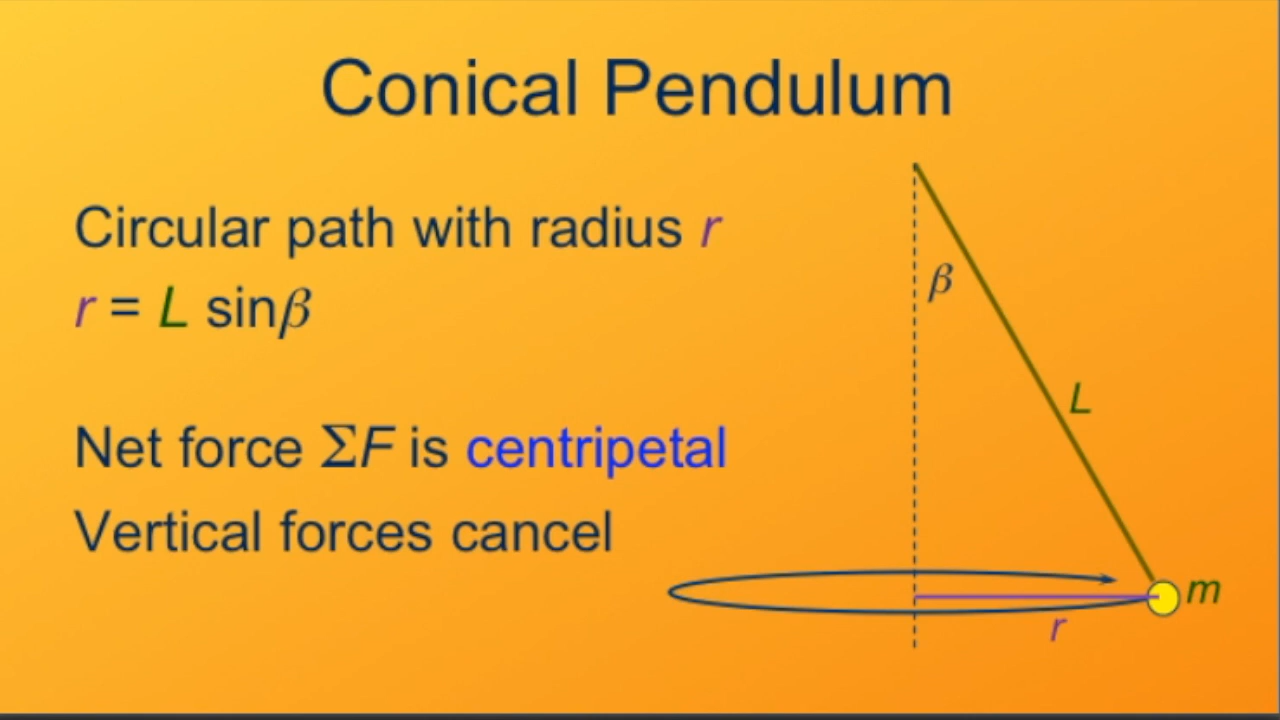 Conical Pendulum
Circular path with radius r
r = L sinβ
Net force ΣF is centripetal
Vertical forces cancel
β
L
m
r